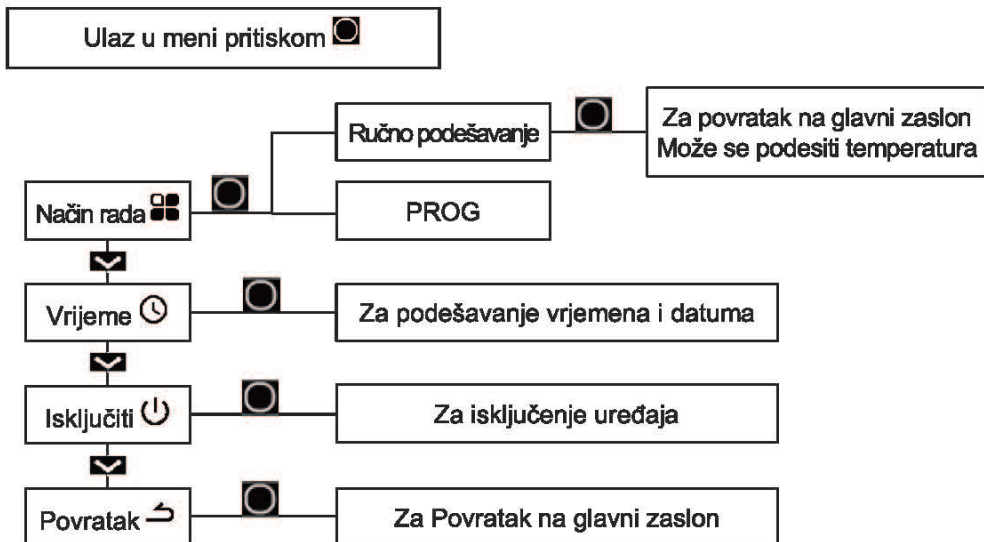 Ulaz u meni pritiskom
Ručno podešavanje
Za povratak na glavni zaslon
Može se podesiti temperatura
Način rada
PROG
Vrijeme
Za podešavanje vrjemena i datuma
Isključiti
Za isključenje uređaja
Povratak
Za Povratak na glavni zaslon